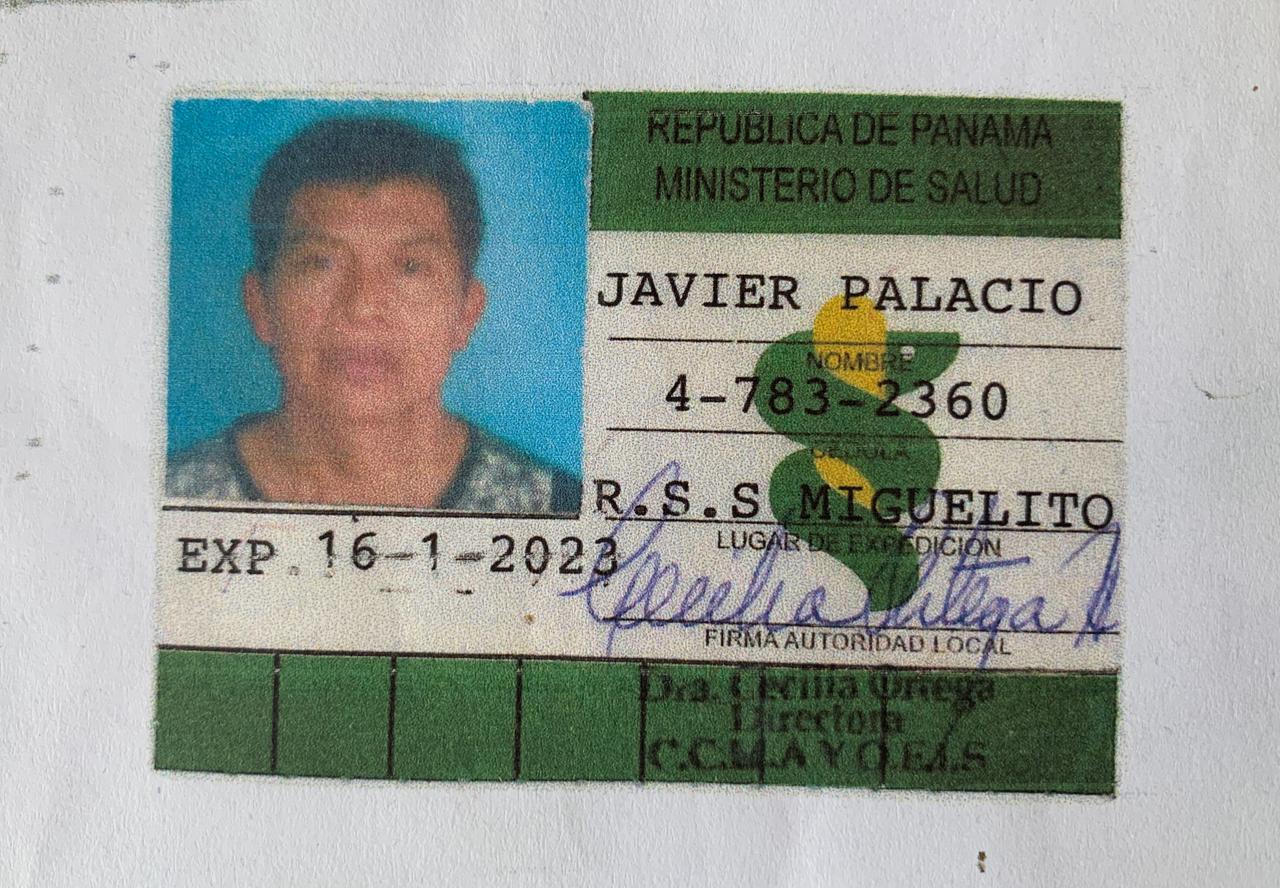 REPUBLICA DE PANAMA
MINISTERIO DE SALUD
JAVIER PALACIO
NOMBRE
4-783-2360
CEDULA
R.S.S MIGUELITO
LUGAR DE EXPEDICION
EXP. 16-1-2023
Cecilia Ortega
FIRMA AUTORIDAD LOCAL
Dra. Cecilia Ortega
Directora